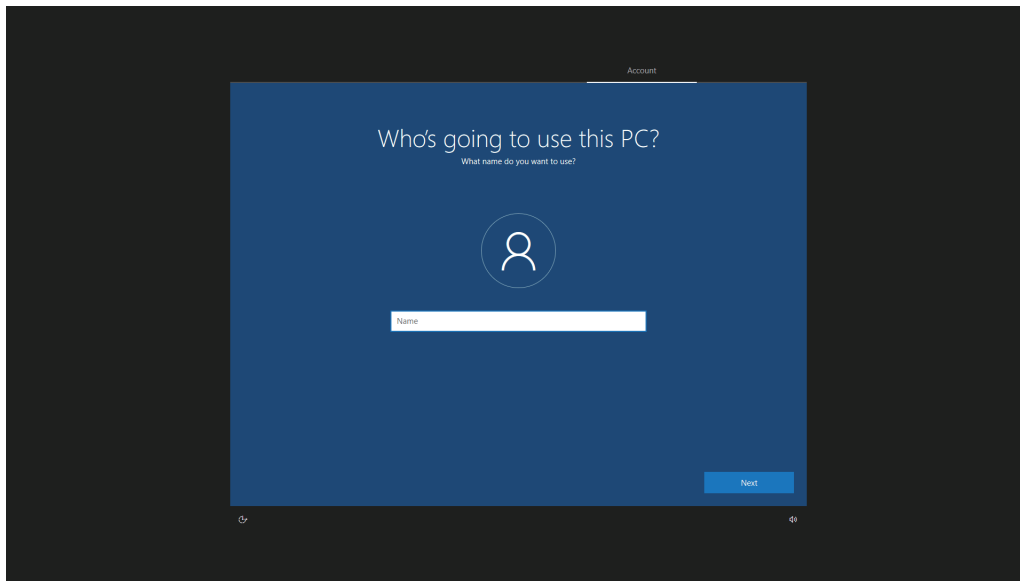 Account
Who's going to use this PC?
What name do you want to use?
Name
Next